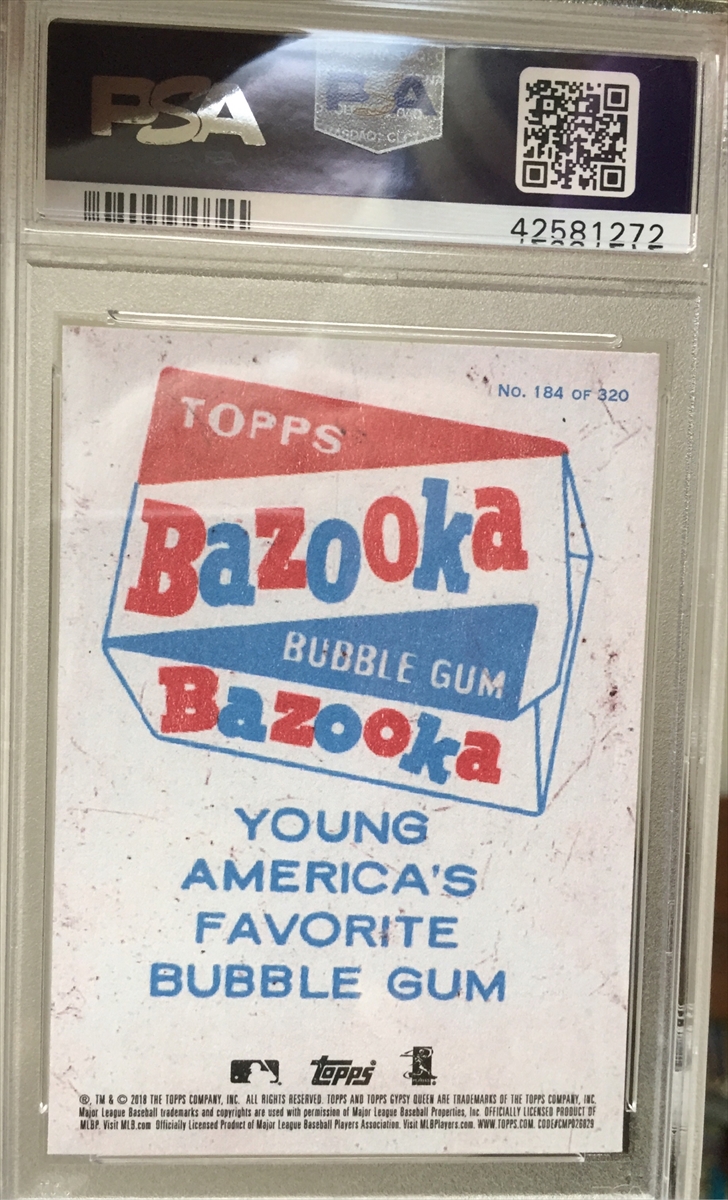 PSA
PSA
42581272
No. 184 OF 320
TOPPS
Bazooka
BUBBLE GUM
Bazooka
YOUNG
AMERICA'S
FAVORITE
BUBBLE GUM
topps
®, TM & © 2018 THE TOPPS COMPANY, INC. ALL RIGHTS RESERVED. TOPPS AND TOPPS GYPSY QUEEN ARE TRADEMARKS OF THE TOPPS COMPANY, INC.
Major League Baseball trademarks and copyrights are used with permission of Major League Baseball Properties, Inc. OFFICIALLY LICENSED PRODUCT OF
MLBP. Visit MLB.com Officially Licensed Product of Major League Baseball Players Association. Visit MLBPlayers.com. WWW.TOPPS.COM. CODE#CMP026829